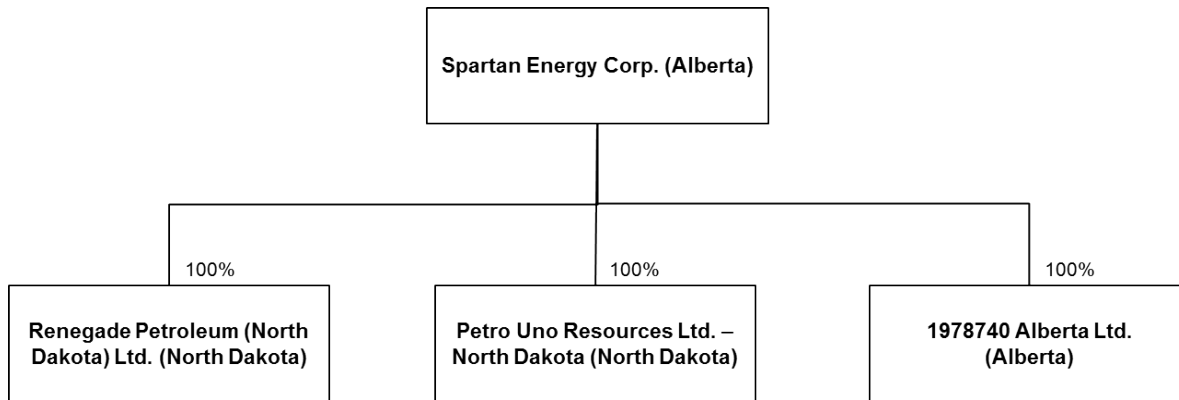 Spartan Energy Corp. (Alberta)
100%
100%
100%
Renegade Petroleum (North
Dakota) Ltd. (North Dakota)
Petro Uno Resources Ltd. –
North Dakota (North Dakota)
1978740 Alberta Ltd.
(Alberta)